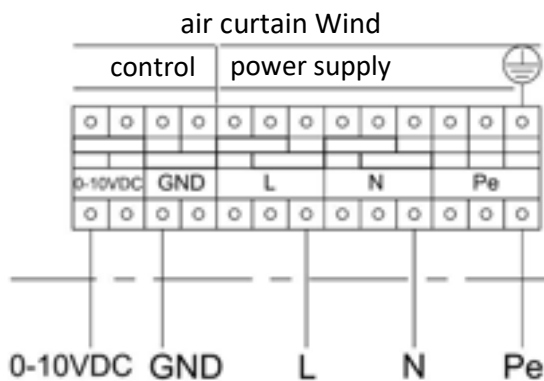 air curtain Wind
control power supply
0-10VDC GND L N Pe
0-10VDC GND L N Pe